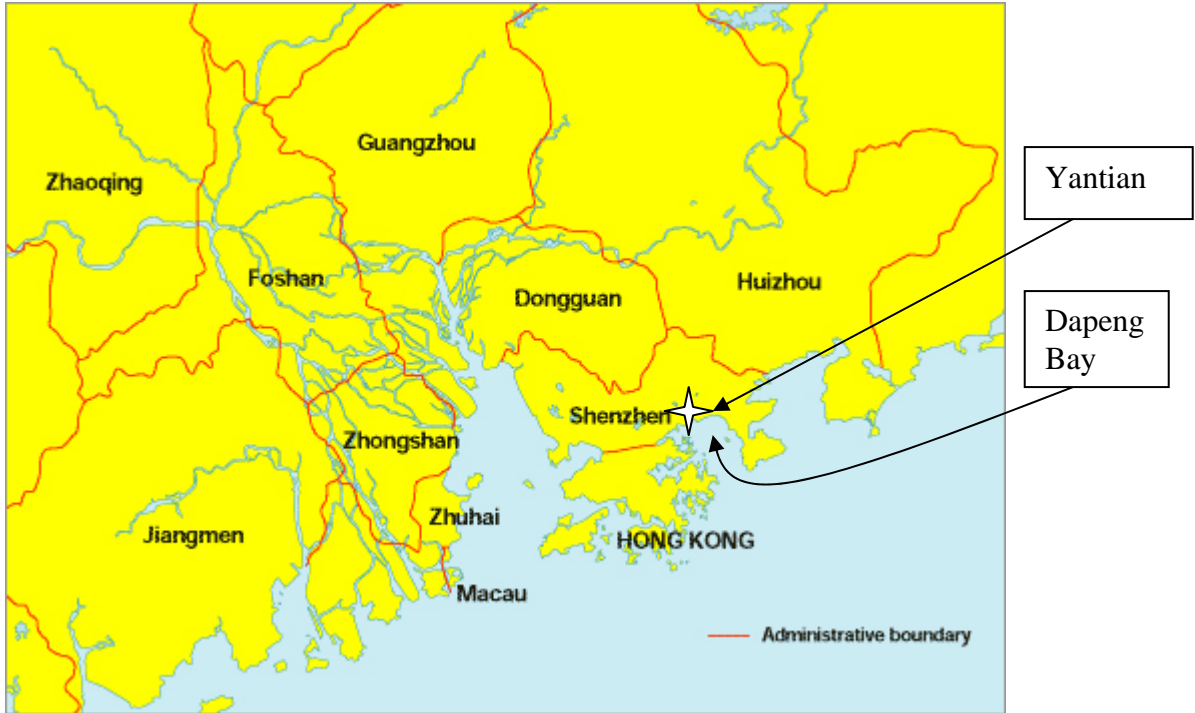 Guangzhou
Zhaoqing
Yantian
Foshan
Dongguan
Huizhou
Dapeng
Bay
Shenzhen
Zhongshan
Zhuhai
Jiangmen
HONG KONG
Macau
Administrative boundary